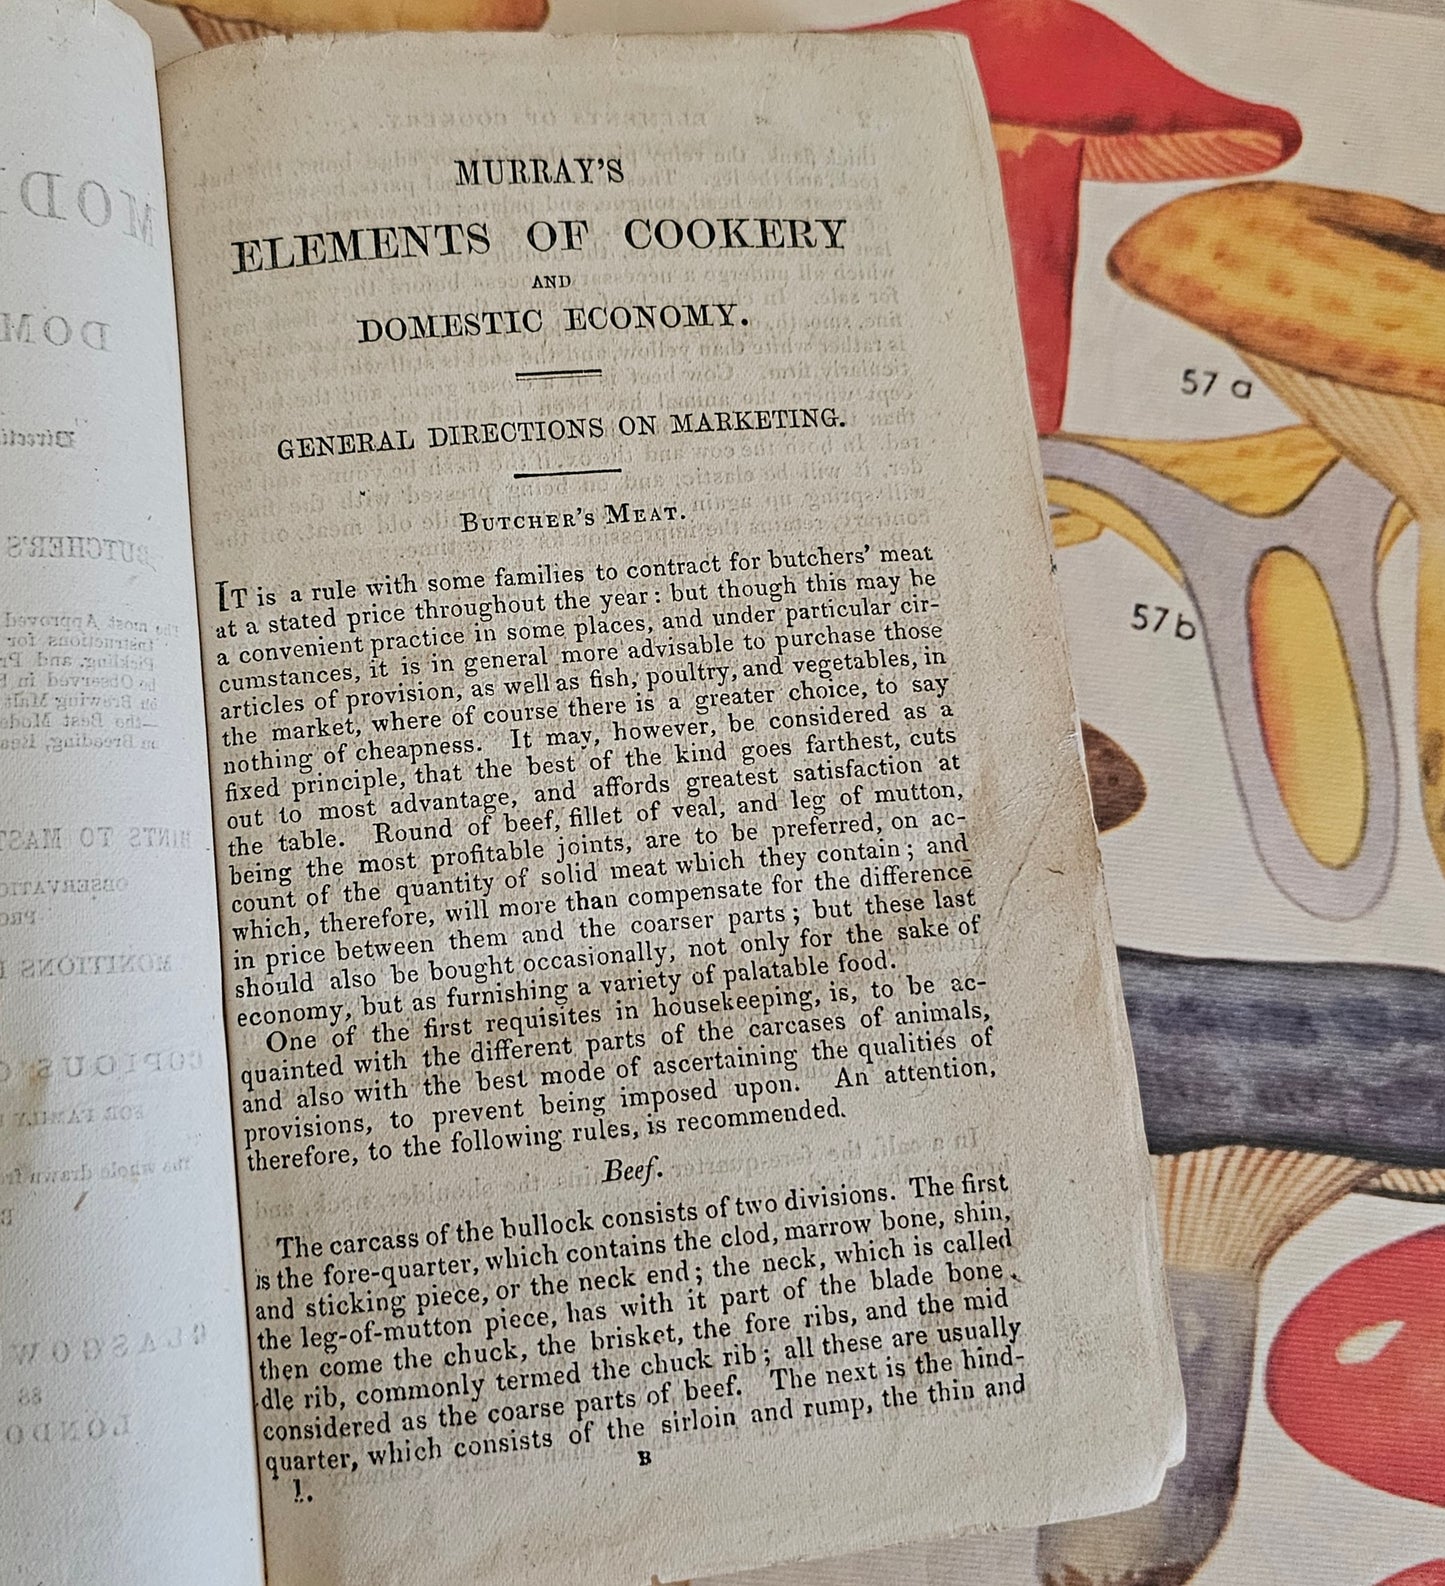 MURRAY'S
ELEMENTS OF COOKERY
AND
DOMESTIC ECONOMY.
GENERAL DIRECTIONS ON MARKETING.
BUTCHER'S MEAT.
IT is a rule with some families to contract for butchers' meat
at a stated price throughout the year: but though this may be
a convenient practice in some places, and under particular cir-
cumstances, it is in general more advisable to purchase those
articles of provision, as well as fish, poultry, and vegetables, in
the market, where of course there is a greater choice, to say
nothing of cheapness. It may, however, be considered as a
fixed principle, that the best of the kind goes farthest, cuts
out to most advantage, and affords greatest satisfaction at
the table. Round of beef, fillet of veal, and leg of mutton,
being the most profitable joints, are to be preferred, on ac-
count of the quantity of solid meat which they contain; and
which, therefore, will more than compensate for the difference
in price between them and the coarser parts; but these last
should also be bought occasionally, not only for the sake of
economy, but as furnishing a variety of palatable food.
One of the first requisites in housekeeping, is, to be ac-
quainted with the different parts of the carcases of animals,
and also with the best mode of ascertaining the qualities of
provisions, to prevent being imposed upon. An attention,
therefore, to the following rules, is recommended.
Beef.
The carcass of the bullock consists of two divisions. The first
is the fore-quarter, which contains the clod, marrow bone, shin,
and sticking piece, or the neck end; the neck, which is called
the leg-of-mutton piece, has with it part of the blade bone
then come the chuck, the brisket, the fore ribs, and the mid
dle rib, commonly termed the chuck rib; all these are usually
considered as the coarse parts of beef. The next is the hind-
quarter, which consists of the sirloin and rump, the thin and
B
1.
57 a
57 b